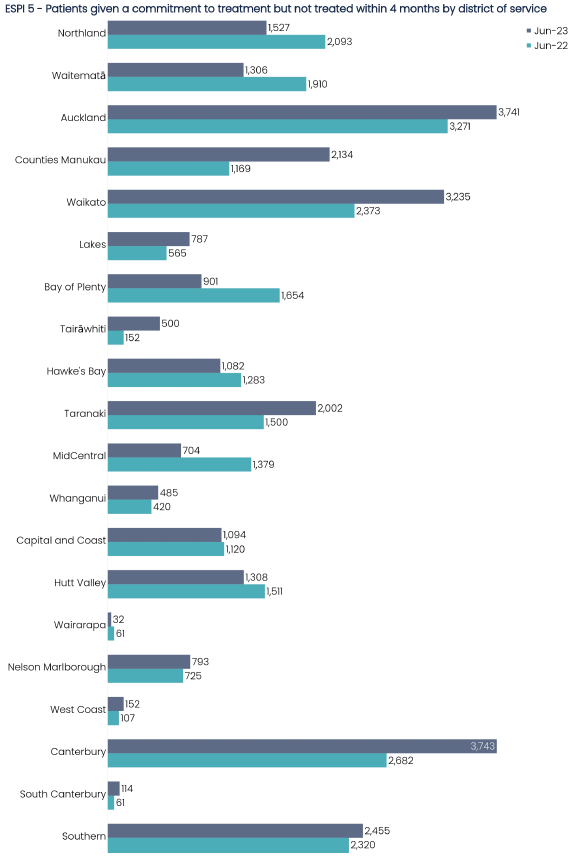 ESPI 5 - Patients given a commitment to treatment but not treated within 4 months by district of service
Jun-23
Jun-22
Northland 1,527
2,093
Waitematā 1,306
1,910
Auckland 3,741
3,271
Counties Manukau 2,134
1,169
Waikato 3,235
2,373
Lakes 787
565
Bay of Plenty 901
1,654
Tairāwhiti 500
152
Hawke's Bay 1,082
1,283
Taranaki 2,002
1,500
MidCentral 704
1,379
Whanganui 485
420
Capital and Coast 1,094
1,120
Hutt Valley 1,308
1,511
Wairarapa 32
61
Nelson Marlborough 793
725
West Coast 152
107
Canterbury 3,743
2,682
South Canterbury 114
61
Southern 2,455
2,320